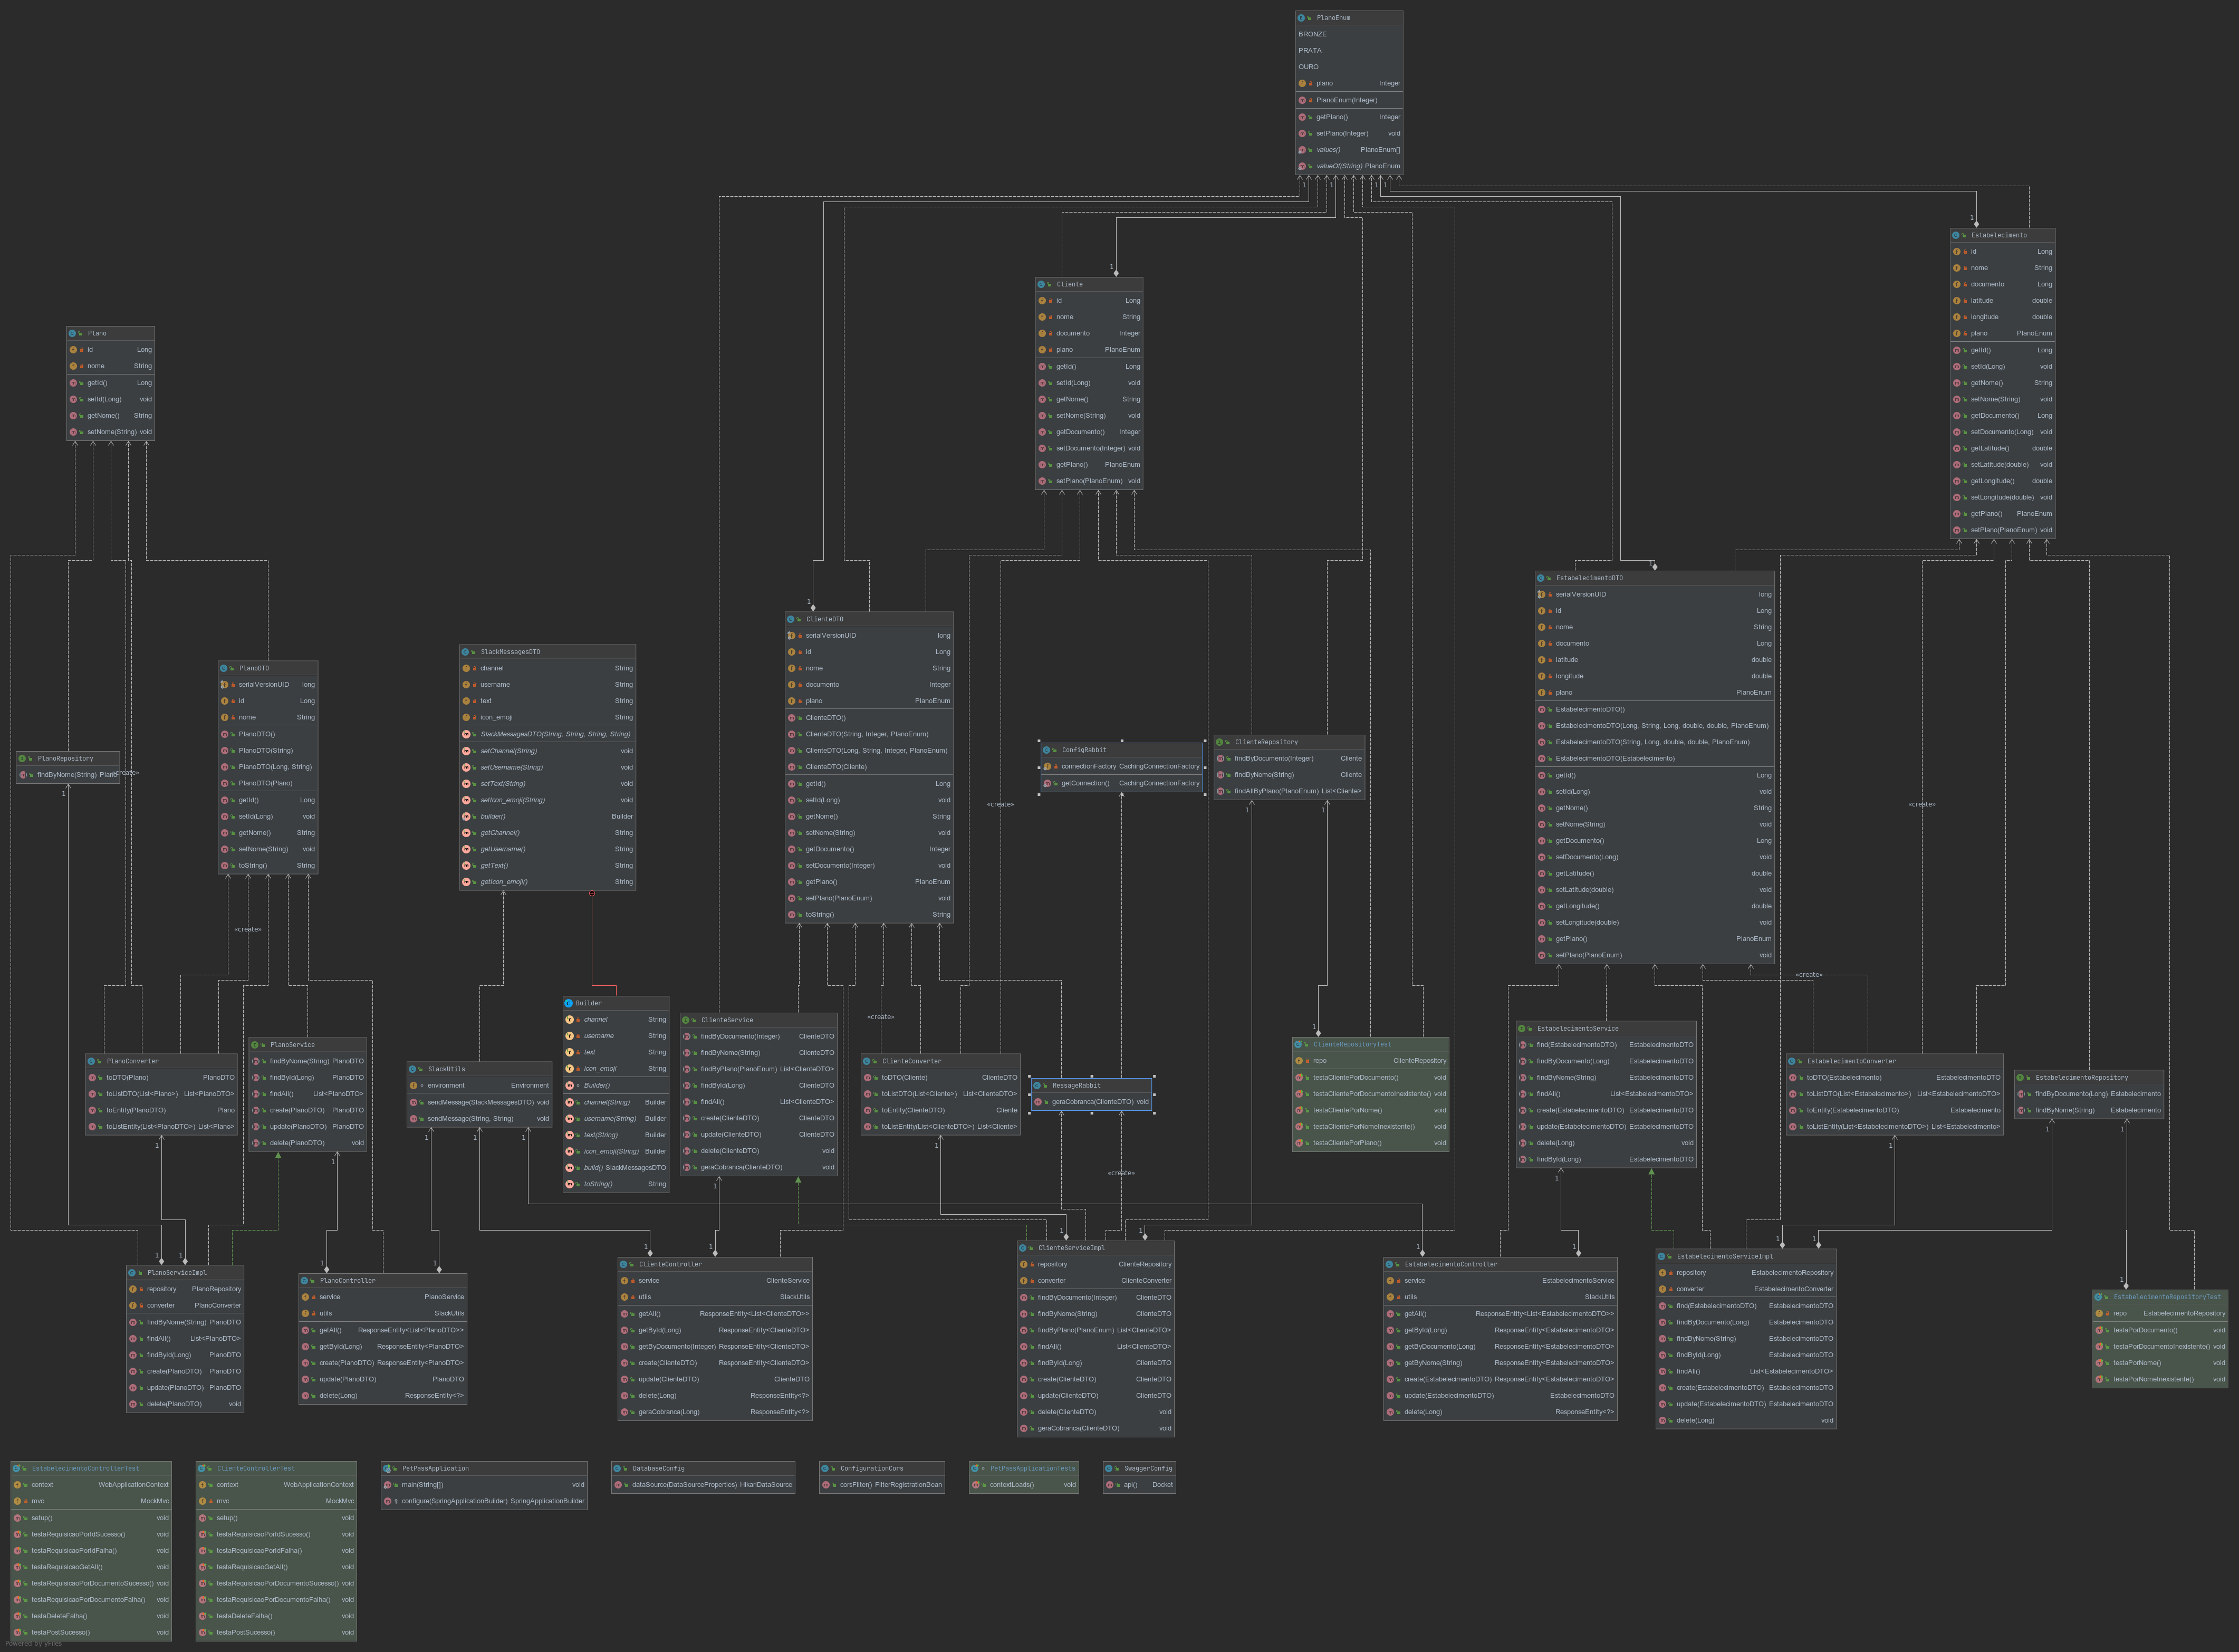 PlanoEnum
BRONZE
PRATA
OURO
plano Integer
PlanoEnum(Integer)
getPlano() Integer
setPlano(Integer) void
values() PlanoEnum[]
valueOf(String) PlanoEnum
1 1 1 1
1
Estabelecimento
id Long
nome String
documento Long
latitude double
longitude double
plano PlanoEnum
getId() Long
setId(Long) void
getNome() String
setNome(String) void
getDocumento() Long
setDocumento(Long) void
getLatitude() double
setLatitude(double) void
getLongitude() double
setLongitude(double) void
getPlano() PlanoEnum
setPlano(PlanoEnum) void
1
Cliente
id Long
nome String
documento Integer
plano PlanoEnum
getId() Long
setId(Long) void
getNome() String
setNome(String) void
getDocumento() Integer
setDocumento(Integer) void
getPlano() PlanoEnum
setPlano(PlanoEnum) void
Plano
id Long
nome String
getId() Long
setId(Long) void
getNome() String
setNome(String) void
1
EstabelecimentoDTO
serialVersionUID long
id Long
nome String
documento Long
latitude double
longitude double
plano PlanoEnum
EstabelecimentoDTO()
EstabelecimentoDTO(Long, String, Long, double, double, PlanoEnum)
EstabelecimentoDTO(String, Long, double, double, PlanoEnum)
EstabelecimentoDTO(Estabelecimento)
getId() Long
setId(Long) void
getNome() String
setNome(String) void
getDocumento() Long
setDocumento(Long) void
getLatitude() double
setLatitude(double) void
getLongitude() double
setLongitude(double) void
getPlano() PlanoEnum
setPlano(PlanoEnum) void
1
ClienteDTO
serialVersionUID long
id Long
nome String
documento Integer
plano PlanoEnum
ClienteDTO()
ClienteDTO(String, Integer, PlanoEnum)
ClienteDTO(Long, String, Integer, PlanoEnum)
ClienteDTO(Cliente)
getId() Long
setId(Long) void
getNome() String
setNome(String) void
getDocumento() Integer
setDocumento(Integer) void
getPlano() PlanoEnum
setPlano(PlanoEnum) void
toString() String
SlackMessagesDTO
channel String
username String
text String
icon_emoji String
SlackMessagesDTO(String, String, String, String)
setChannel(String) void
setUsername(String) void
setText(String) void
setIcon_emoji(String) void
builder() Builder
getChannel() String
getUsername() String
getText() String
getIcon_emoji() String
PlanoDTO
serialVersionUID long
id Long
nome String
PlanoDTO()
PlanoDTO(String)
PlanoDTO(Long, String)
PlanoDTO(Plano)
getId() Long
setId(Long) void
getNome() String
setNome(String) void
toString() String
PlanoRepository
findByNome(String) Plano
«create»
1
ConfigRabbit
connectionFactory CachingConnectionFactory
getConnection() CachingConnectionFactory
ClienteRepository
findByDocumento(Integer) Cliente
findByNome(String) Cliente
findAllByPlano(PlanoEnum) List<Cliente>
1 1
«create»
«create»
«create»
«create»
«create»
Builder
channel String
username String
text String
icon_emoji String
Builder()
channel(String) Builder
username(String) Builder
text(String) Builder
icon_emoji(String) Builder
build() SlackMessagesDTO
toString() String
ClienteService
findByDocumento(Integer) ClienteDTO
findByNome(String) ClienteDTO
findByPlano(PlanoEnum) List<ClienteDTO>
findById(Long) ClienteDTO
findAll() List<ClienteDTO>
create(ClienteDTO) ClienteDTO
update(ClienteDTO) ClienteDTO
delete(ClienteDTO) void
geraCobranca(ClienteDTO) void
1
EstabelecimentoService
find(EstabelecimentoDTO) EstabelecimentoDTO
findByDocumento(Long) EstabelecimentoDTO
findByNome(String) EstabelecimentoDTO
findAll() List<EstabelecimentoDTO>
create(EstabelecimentoDTO) EstabelecimentoDTO
update(EstabelecimentoDTO) EstabelecimentoDTO
delete(Long) void
findById(Long) EstabelecimentoDTO
1
1
ClienteRepositoryTest
repo ClienteRepository
testaClientePorDocumento() void
testaClientePorDocumentoInexistente() void
testaClientePorNome() void
testaClientePorNomeInexistente() void
testaClientePorPlano() void
PlanoService
findByNome(String) PlanoDTO
findById(Long) PlanoDTO
findAll() List<PlanoDTO>
create(PlanoDTO) PlanoDTO
update(PlanoDTO) PlanoDTO
delete(PlanoDTO) void
1
PlanoConverter
toDTO(Plano) PlanoDTO
toListDTO(List<Plano>) List<PlanoDTO>
toEntity(PlanoDTO) Plano
toListEntity(List<PlanoDTO>) List<Plano>
1
SlackUtils
environment Environment
sendMessage(SlackMessagesDTO) void
sendMessage(String, String) void
1 1 1
ClienteConverter
toDTO(Cliente) ClienteDTO
toListDTO(List<Cliente>) List<ClienteDTO>
toEntity(ClienteDTO) Cliente
toListEntity(List<ClienteDTO>) List<Cliente>
1
MessageRabbit
geraCobranca(ClienteDTO) void
«create»
EstabelecimentoConverter
toDTO(Estabelecimento) EstabelecimentoDTO
toListDTO(List<Estabelecimento>) List<EstabelecimentoDTO>
toEntity(EstabelecimentoDTO) Estabelecimento
toListEntity(List<EstabelecimentoDTO>) List<Estabelecimento>
1
EstabelecimentoRepository
findByDocumento(Long) Estabelecimento
findByNome(String) Estabelecimento
1 1
1 1
PlanoServiceImpl
repository PlanoRepository
converter PlanoConverter
findByNome(String) PlanoDTO
findAll() List<PlanoDTO>
findById(Long) PlanoDTO
create(PlanoDTO) PlanoDTO
update(PlanoDTO) PlanoDTO
delete(PlanoDTO) void
1 1
PlanoController
service PlanoService
utils SlackUtils
getAll() ResponseEntity<List<PlanoDTO>>
getById(Long) ResponseEntity<PlanoDTO>
create(PlanoDTO) ResponseEntity<PlanoDTO>
update(PlanoDTO) PlanoDTO
delete(Long) ResponseEntity<?>
1 1
ClienteController
service ClienteService
utils SlackUtils
getAll() ResponseEntity<List<ClienteDTO>>
getById(Long) ResponseEntity<ClienteDTO>
getByDocumento(Integer) ResponseEntity<ClienteDTO>
create(ClienteDTO) ResponseEntity<ClienteDTO>
update(ClienteDTO) ClienteDTO
delete(Long) ResponseEntity<?>
geraCobranca(Long) ResponseEntity<?>
1 1
ClienteServiceImpl
repository ClienteRepository
converter ClienteConverter
findByDocumento(Integer) ClienteDTO
findByNome(String) ClienteDTO
findByPlano(PlanoEnum) List<ClienteDTO>
findAll() List<ClienteDTO>
findById(Long) ClienteDTO
create(ClienteDTO) ClienteDTO
update(ClienteDTO) ClienteDTO
delete(ClienteDTO) void
geraCobranca(ClienteDTO) void
1 1
EstabelecimentoController
service EstabelecimentoService
utils SlackUtils
getAll() ResponseEntity<List<EstabelecimentoDTO>>
getById(Long) ResponseEntity<EstabelecimentoDTO>
getByDocumento(Long) ResponseEntity<EstabelecimentoDTO>
getByNome(String) ResponseEntity<EstabelecimentoDTO>
create(EstabelecimentoDTO) ResponseEntity<EstabelecimentoDTO>
update(EstabelecimentoDTO) EstabelecimentoDTO
delete(Long) ResponseEntity<?>
1 1
EstabelecimentoServiceImpl
repository EstabelecimentoRepository
converter EstabelecimentoConverter
find(EstabelecimentoDTO) EstabelecimentoDTO
findByDocumento(Long) EstabelecimentoDTO
findByNome(String) EstabelecimentoDTO
findById(Long) EstabelecimentoDTO
findAll() List<EstabelecimentoDTO>
create(EstabelecimentoDTO) EstabelecimentoDTO
update(EstabelecimentoDTO) EstabelecimentoDTO
delete(Long) void
1
EstabelecimentoRepositoryTest
repo EstabelecimentoRepository
testaPorDocumento() void
testaPorDocumentoInexistente() void
testaPorNome() void
testaPorNomeInexistente() void
EstabelecimentoControllerTest
context WebApplicationContext
mvc MockMvc
setup() void
testaRequisicaoPorIdSucesso() void
testaRequisicaoPorIdFalha() void
testaRequisicaoGetAll() void
testaRequisicaoPorDocumentoSucesso() void
testaRequisicaoPorDocumentoFalha() void
testaDeleteFalha() void
testaPostSucesso() void
ClienteControllerTest
context WebApplicationContext
mvc MockMvc
setup() void
testaRequisicaoPorIdSucesso() void
testaRequisicaoPorIdFalha() void
testaRequisicaoGetAll() void
testaRequisicaoPorDocumentoSucesso() void
testaRequisicaoPorDocumentoFalha() void
testaDeleteFalha() void
testaPostSucesso() void
PetPassApplication
main(String[]) void
configure(SpringApplicationBuilder) SpringApplicationBuilder
DatabaseConfig
dataSource(DataSourceProperties) HikariDataSource
ConfigurationCors
corsFilter() FilterRegistrationBean
PetPassApplicationTests
contextLoads() void
SwaggerConfig
api() Docket
Powered by yFiles